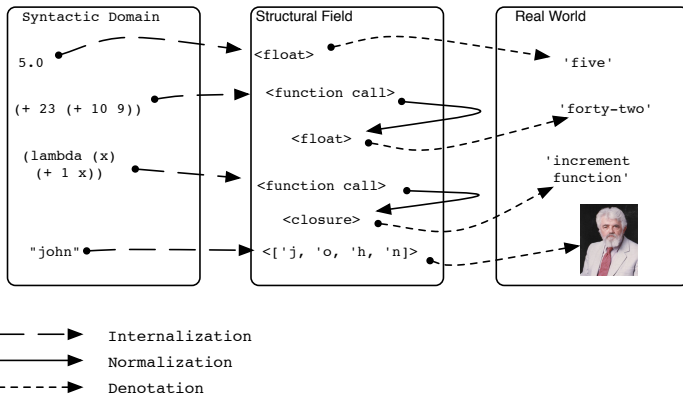 Syntactic Domain
Structural Field
Real World
5.0
<float>
'five'
(+ 23 (+ 10 9))
<function call>
'forty-two'
<float>
(lambda (x)
(+ 1 x))
<function call>
'increment
function'
<closure>
"john"
<['j, 'o, 'h, 'n]>
Internalization
Normalization
Denotation